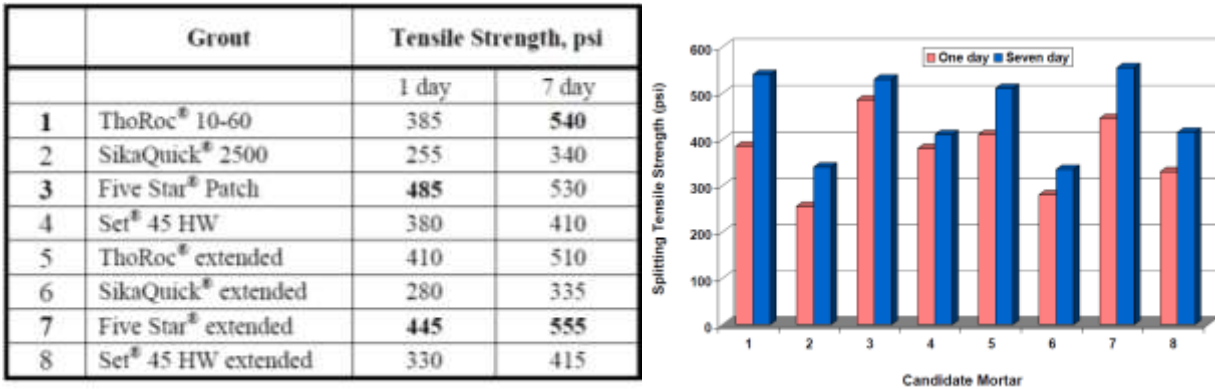 Grout Tensile Strength, psi
1 day 7 day
1 ThoRoc® 10-60 385 540
2 SikaQuick® 2500 255 340
3 Five Star® Patch 485 530
4 Set® 45 HW 380 410
5 ThoRoc® extended 410 510
6 SikaQuick® extended 280 335
7 Five Star® extended 445 555
8 Set® 45 HW extended 330 415
Splitting Tensile Strength (psi)
One day Seven day
600
500
400
300
200
100
0
1 2 3 4 5 6 7 8
Candidate Mortar